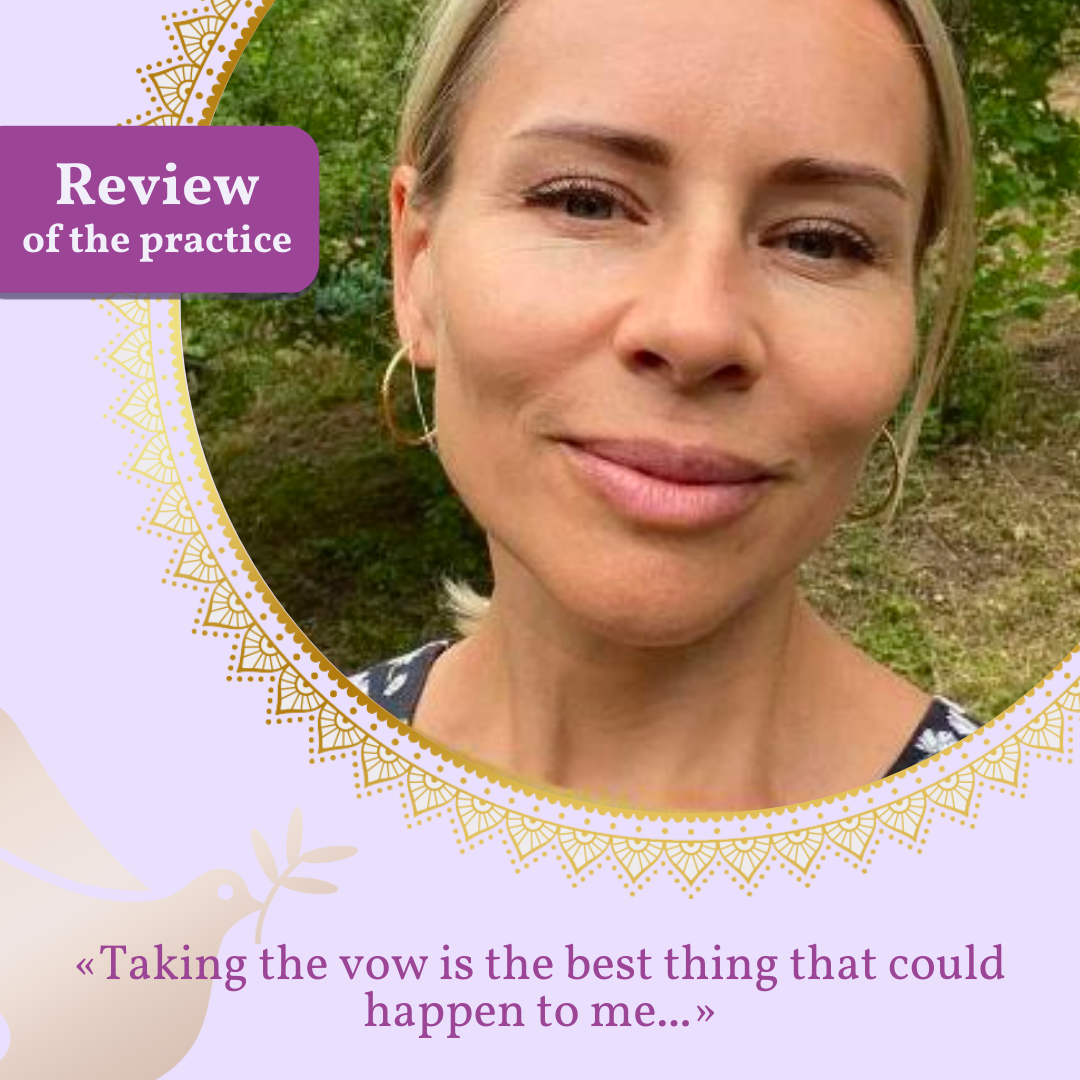 Review
of the practice
«Taking the vow is the best thing that could
happen to me...»